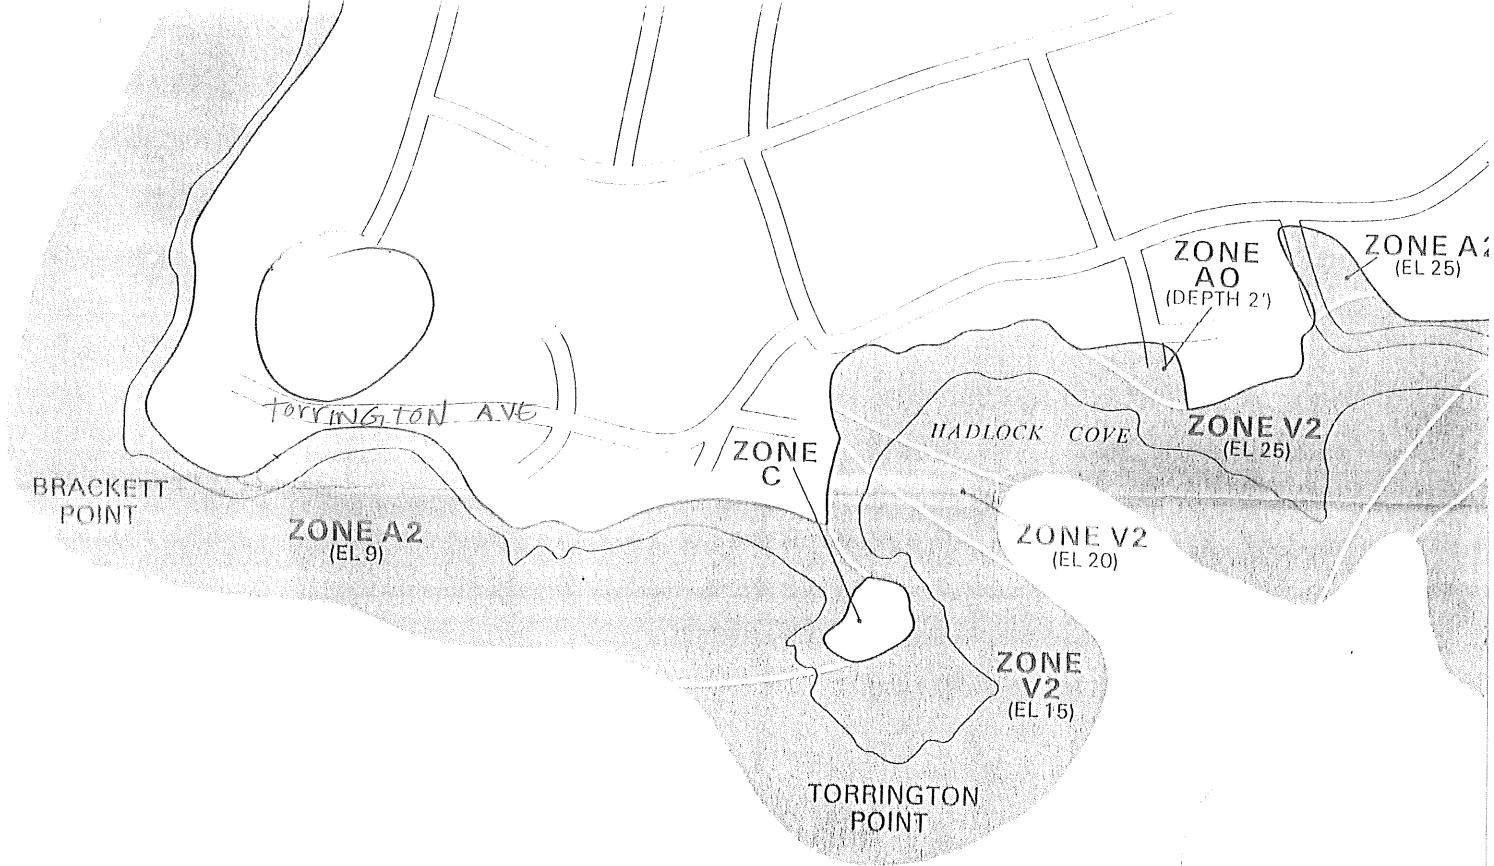 ZONE
AO
(DEPTH 2')
ZONE A2
(EL 25)
TORRINGTON AVE
HADLOCK COVE
ZONE V2
(EL 25)
ZONE
C
BRACKETT
POINT
ZONE A2
(EL 9)
ZONE V2
(EL 20)
ZONE
V2
(EL 15)
TORRINGTON
POINT